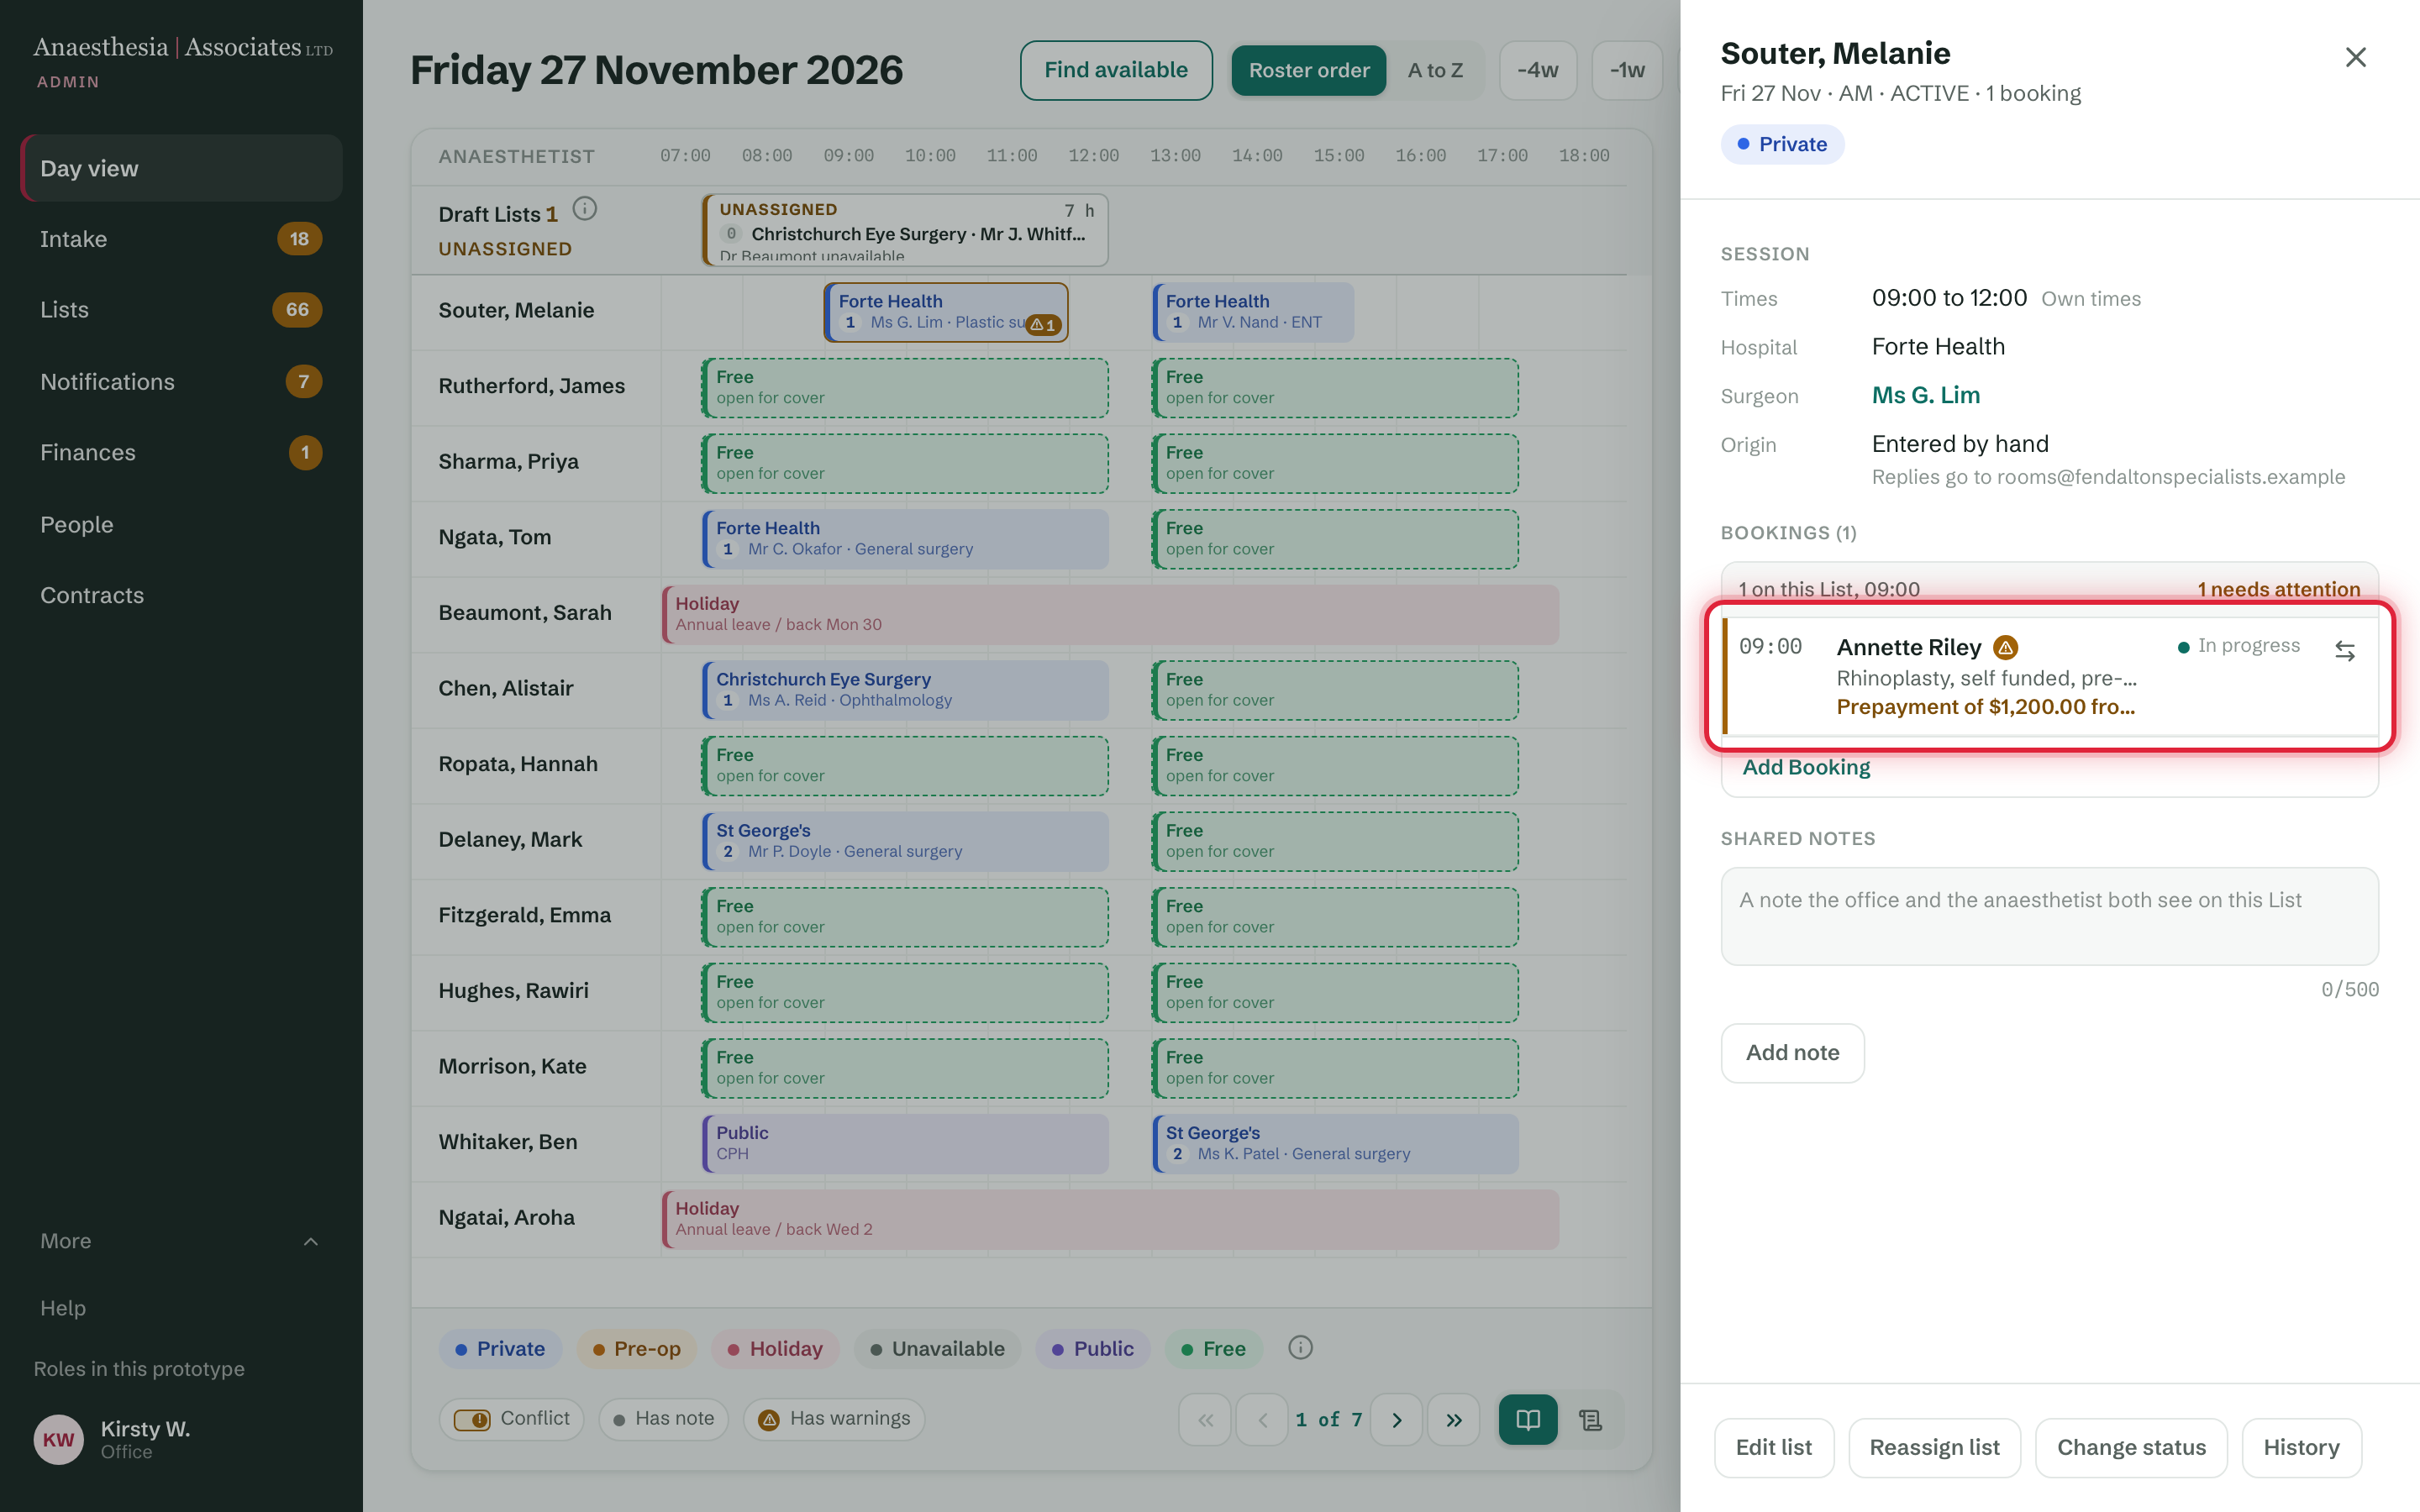 Anaesthesia | Associates LTD
ADMIN
Day view
Intake 18
Lists 66
Notifications 7
Finances 1
People
Contracts
More
Help
Roles in this prototype
KW
Kirsty W.
Office
Friday 27 November 2026
Find available
Roster order
A to Z
-4w
-1w
ANAESTHETIST 07:00 08:00 09:00 10:00 11:00 12:00 13:00 14:00 15:00 16:00 17:00 18:00
Draft Lists 1
UNASSIGNED
UNASSIGNED 7 h
0 Christchurch Eye Surgery · Mr J. Whitf...
Dr Beaumont unavailable
Souter, Melanie
Forte Health
1 Ms G. Lim · Plastic su
1
Forte Health
1 Mr V. Nand · ENT
Rutherford, James
Free
open for cover
Free
open for cover
Sharma, Priya
Free
open for cover
Free
open for cover
Ngata, Tom
Forte Health
1 Mr C. Okafor · General surgery
Free
open for cover
Beaumont, Sarah
Holiday
Annual leave / back Mon 30
Chen, Alistair
Christchurch Eye Surgery
1 Ms A. Reid · Ophthalmology
Free
open for cover
Ropata, Hannah
Free
open for cover
Free
open for cover
Delaney, Mark
St George's
2 Mr P. Doyle · General surgery
Free
open for cover
Fitzgerald, Emma
Free
open for cover
Free
open for cover
Hughes, Rawiri
Free
open for cover
Free
open for cover
Morrison, Kate
Free
open for cover
Free
open for cover
Whitaker, Ben
Public
CPH
St George's
2 Ms K. Patel · General surgery
Ngatai, Aroha
Holiday
Annual leave / back Wed 2
Private
Pre-op
Holiday
Unavailable
Public
Free
Conflict
Has note
Has warnings
1 of 7
Souter, Melanie
Fri 27 Nov · AM · ACTIVE · 1 booking
Private
SESSION
Times 09:00 to 12:00 Own times
Hospital Forte Health
Surgeon Ms G. Lim
Origin Entered by hand
Replies go to rooms@fendaltonspecialists.example
BOOKINGS (1)
1 on this List, 09:00 1 needs attention
09:00 Annette Riley In progress
Rhinoplasty, self funded, pre-...
Prepayment of $1,200.00 fro...
Add Booking
SHARED NOTES
A note the office and the anaesthetist both see on this List
0/500
Add note
Edit list
Reassign list
Change status
History